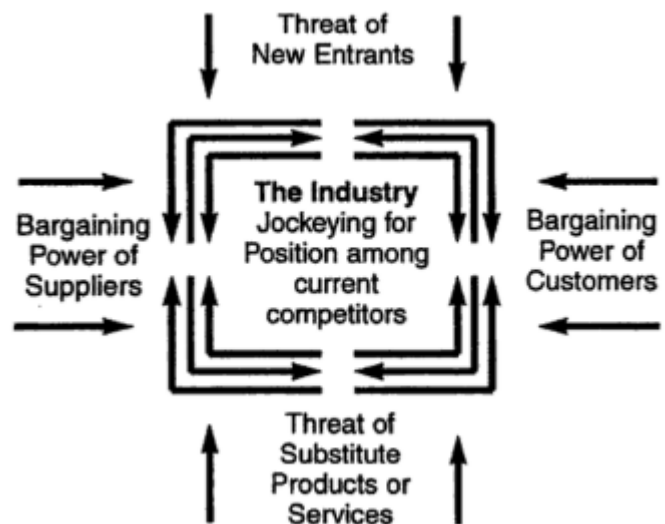 Threat of
New Entrants
The Industry
Jockeying for
Position among
current
competitors
Bargaining
Power of
Suppliers
Bargaining
Power of
Customers
Threat of
Substitute
Products or
Services